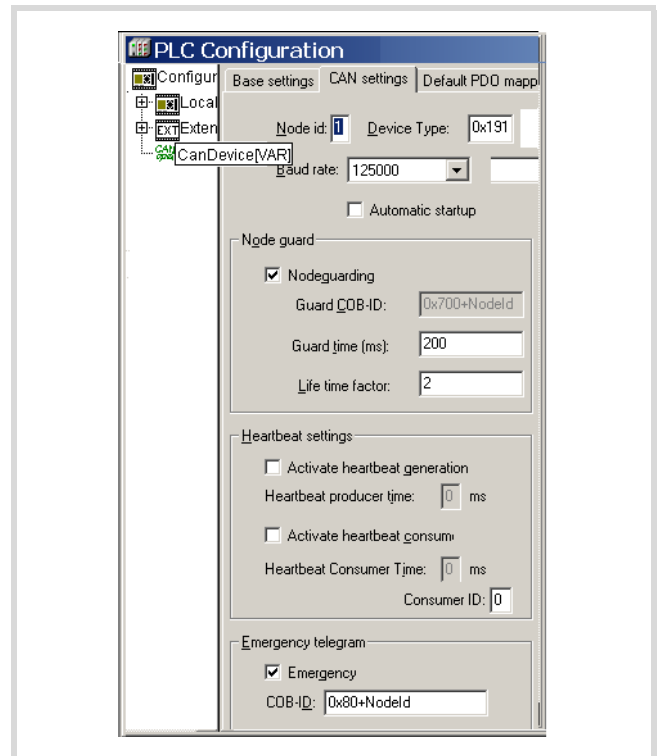 PLC Configuration
Configur
Local
Exten
CanDevice[VAR]
Base settings CAN settings Default PDO mapp
Node id: 1 Device Type: 0x191
Baud rate: 125000
Automatic startup
Node guard
Nodeguarding
Guard COB-ID: 0x700+NodeId
Guard time (ms): 200
Life time factor: 2
Heartbeat settings
Activate heartbeat generation
Heartbeat producer time: 0 ms
Activate heartbeat consum
Heartbeat Consumer Time: 0 ms
Consumer ID: 0
Emergency telegram
Emergency
COB-ID: 0x80+NodeId